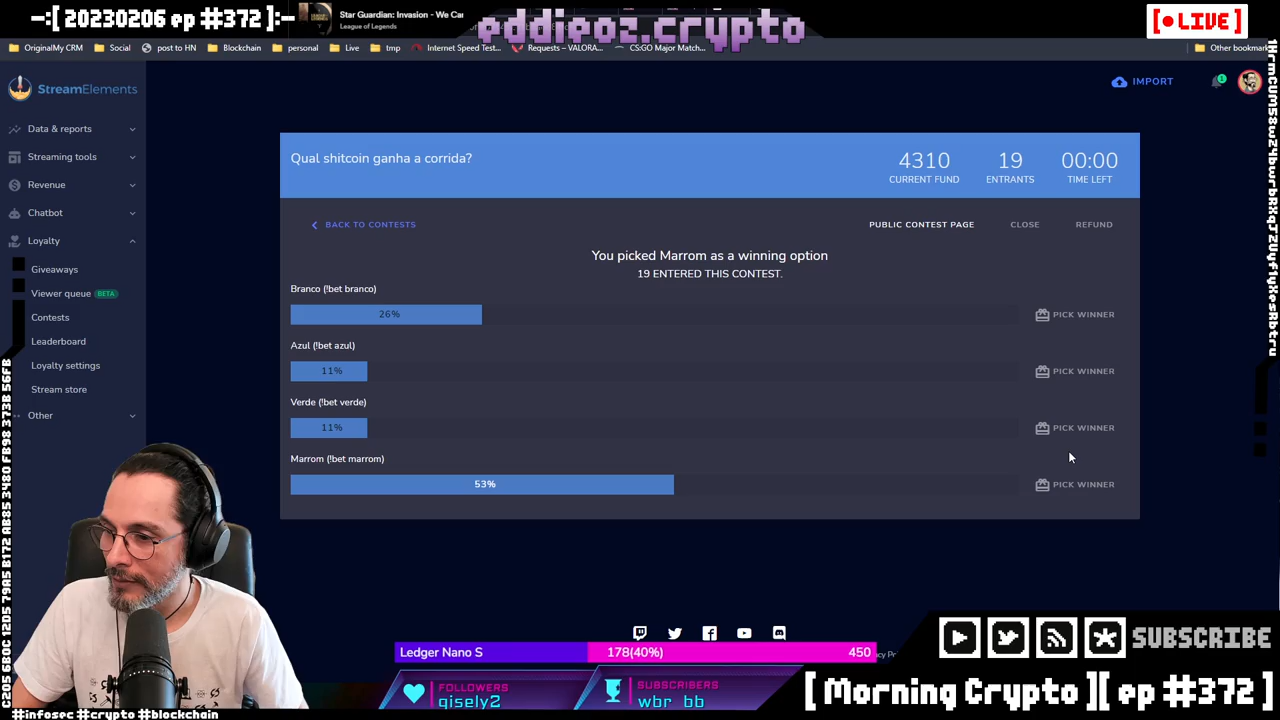 -:[ 20230206 ep #372 ]:-
Star Guardian: Invasion - We Ca
League of Legends
eddieoz.crypto
[ LIVE ]
OriginalMy CRM
Social
post to HN
Blockchain
personal
Live
tmp
Internet Speed Test...
Requests – VALORA...
CS:GO Major Match...
Other bookmark
StreamElements
IMPORT
1
Data & reports
Streaming tools
Revenue
Chatbot
Loyalty
Giveaways
Viewer queue BETA
Contests
Leaderboard
Loyalty settings
Stream store
Other
Qual shitcoin ganha a corrida?
4310
CURRENT FUND
19
ENTRANTS
00:00
TIME LEFT
BACK TO CONTESTS
PUBLIC CONTEST PAGE
CLOSE
REFUND
You picked Marrom as a winning option
19 ENTERED THIS CONTEST.
Branco (!bet branco)
26%
PICK WINNER
Azul (!bet azul)
11%
PICK WINNER
Verde (!bet verde)
11%
PICK WINNER
Marrom (!bet marrom)
53%
PICK WINNER
Ledger Nano S
178(40%)
450
FOLLOWERS
qisely2
SUBSCRIBERS
wbr_bb
SUBSCRIBE
[ Morning Crypto ][ ep #372 ]
#infosec #crypto #blockchain